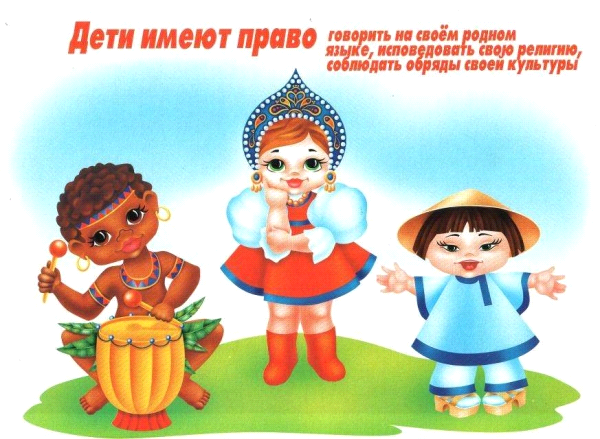 Дети имеют право
говорить на своём родном
языке, исповедовать свою религию,
соблюдать обряды своей культуры